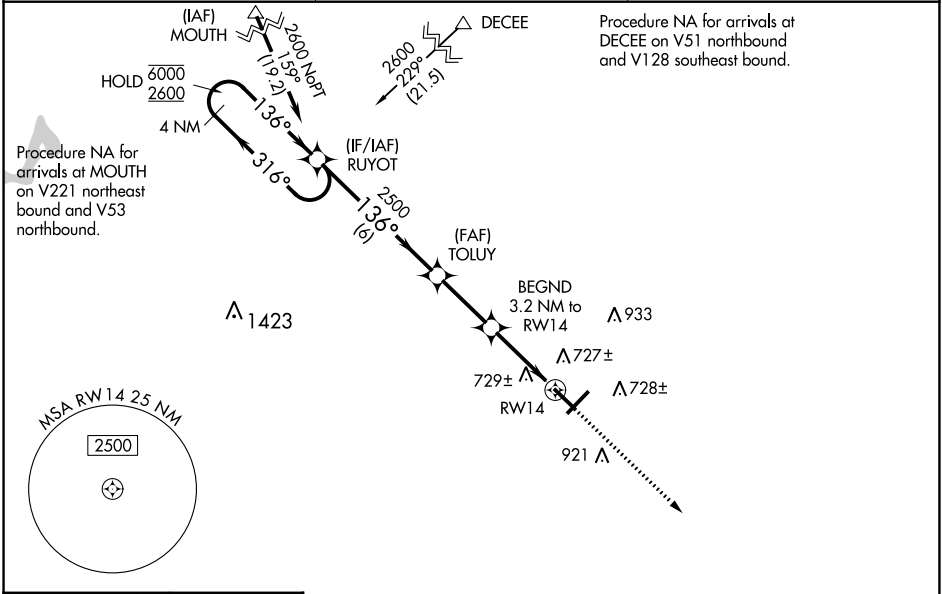 (IAF)
MOUTH
2600 NoPT
159°
(19.2)
DECEE
2600
229°
(21.5)
Procedure NA for arrivals at
DECEE on V51 northbound
and V128 southeast bound.
HOLD 6000
2600
4 NM
136°
316°
(IF/IAF)
RUYOT
Procedure NA for
arrivals at MOUTH
on V221 northeast
bound and V53
northbound.
2500
136°
(6)
(FAF)
TOLUY
BEGND
3.2 NM to
RW14
1423
933
727±
729±
728±
RW14
921
MSA RW14 25 NM
2500